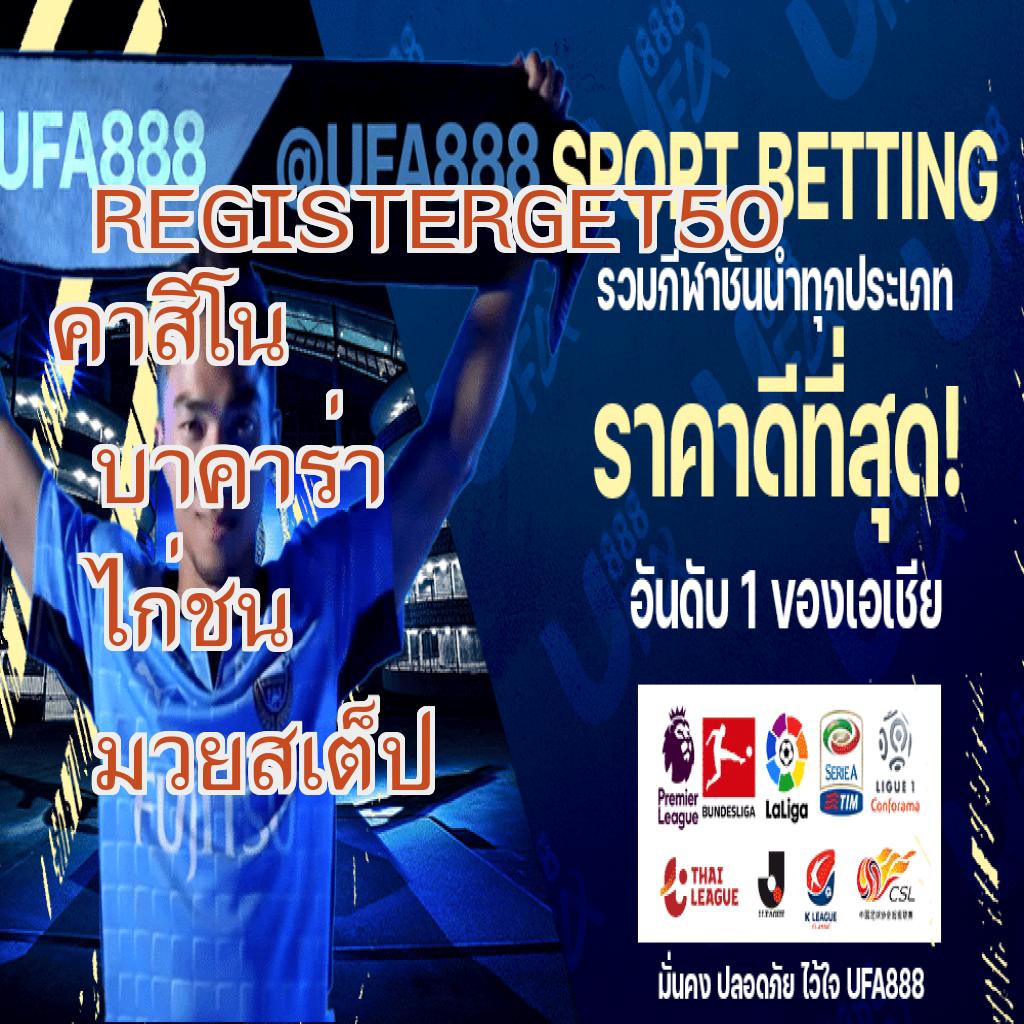 UFA888
@UFA888
SPORT BETTING
REGISTERGET50
รวมกีฬาชั้นนำทุกประเภท
คาสิโน
บาคาร่า
ราคาดีที่สุด!
ไก่ชน
อันดับ 1 ของเอเชีย
มวยสเต็ป
FUJITSU
Premier
League
BUNDESLIGA
LaLiga
SERIE A
TIM
LIGUE 1
Conforama
THAI
LEAGUE
J.LEAGUE
K LEAGUE
CLASSIC
CSL
มั่นคง ปลอดภัย ไว้ใจ UFA888